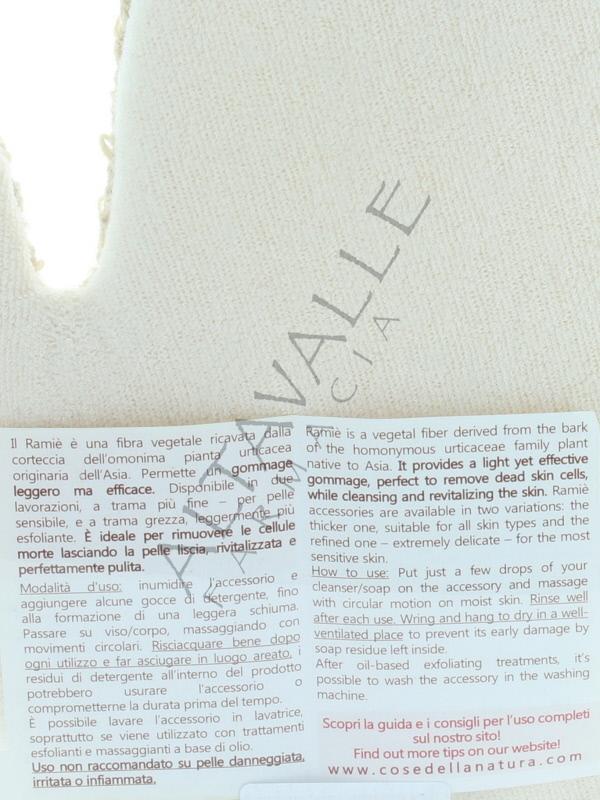 ALTAVALLE
FARMACIA
Il Ramiè è una fibra vegetale ricavata dalla
corteccia dell'omonima pianta urticacea
originaria dell'Asia. Permette un gommage
leggero ma efficace. Disponibile in due
lavorazioni, a trama più fine – per pelle
sensibile, e a trama grezza, leggermente più
esfoliante. È ideale per rimuovere le cellule
morte lasciando la pelle liscia, rivitalizzata e
perfettamente pulita.
Modalità d'uso: inumidire l'accessorio e
aggiungere alcune gocce di detergente, fino
alla formazione di una leggera schiuma.
Passare su viso/corpo, massaggiando con
movimenti circolari. Risciacquare bene dopo
ogni utilizzo e far asciugare in luogo areato, i
residui di detergente all'interno del prodotto
potrebbero usurare l'accessorio o
comprometterne la durata prima del tempo.
È possibile lavare l'accessorio in lavatrice,
soprattutto se viene utilizzato con trattamenti
esfolianti e massaggianti a base di olio.
Uso non raccomandato su pelle danneggiata,
irritata o infiammata.
Ramiè is a vegetal fiber derived from the bark
of the homonymous urticaceae family plant
native to Asia. It provides a light yet effective
gommage, perfect to remove dead skin cells,
while cleansing and revitalizing the skin. Ramiè
accessories are available in two variations: the
thicker one, suitable for all skin types and the
refined one – extremely delicate – for the most
sensitive skin.
How to use: Put just a few drops of your
cleanser/soap on the accessory and massage
with circular motion on moist skin. Rinse well
after each use. Wring and hang to dry in a well-
ventilated place to prevent its early damage by
soap residue left inside.
After oil-based exfoliating treatments, it's
possible to wash the accessory in the washing
machine.
Scopri la guida e i consigli per l'uso completi
sul nostro sito!
Find out more tips on our website!
www.cosedellanatura.com